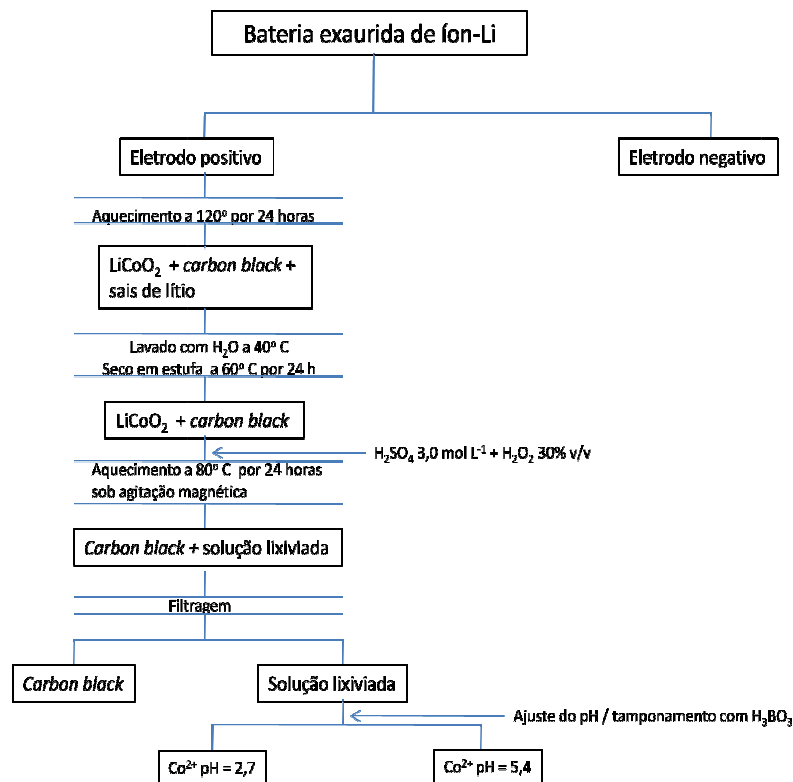 Bateria exaurida de íon-Li
Eletrodo positivo
Eletrodo negativo
Aquecimento a 120º por 24 horas
LiCoO₂ + carbon black +
sais de lítio
Lavado com H₂O a 40º C
Seco em estufa a 60º C por 24 h
LiCoO₂ + carbon black
H₂SO₄ 3,0 mol L⁻¹ + H₂O₂ 30% v/v
Aquecimento a 80º C por 24 horas
sob agitação magnética
Carbon black + solução lixiviada
Filtragem
Carbon black
Solução lixiviada
Ajuste do pH / tamponamento com H₃BO₃
Co²⁺ pH = 2,7
Co²⁺ pH = 5,4